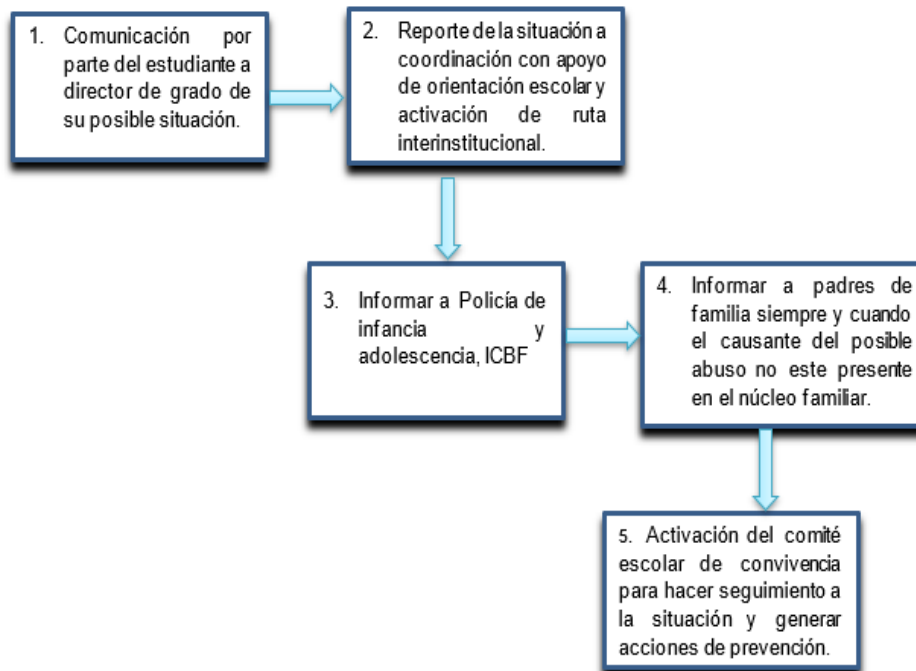 1. Comunicación por
parte del estudiante a
director de grado de
su posible situación.
2. Reporte de la situación a
coordinación con apoyo
de orientación escolar y
activación de ruta
interinstitucional.
3. Informar a Policía de
infancia y
adolescencia, ICBF
4. Informar a padres de
familia siempre y cuando
el causante del posible
abuso no este presente
en el núcleo familiar.
5. Activación del comité
escolar de convivencia
para hacer seguimiento a
la situación y generar
acciones de prevención.